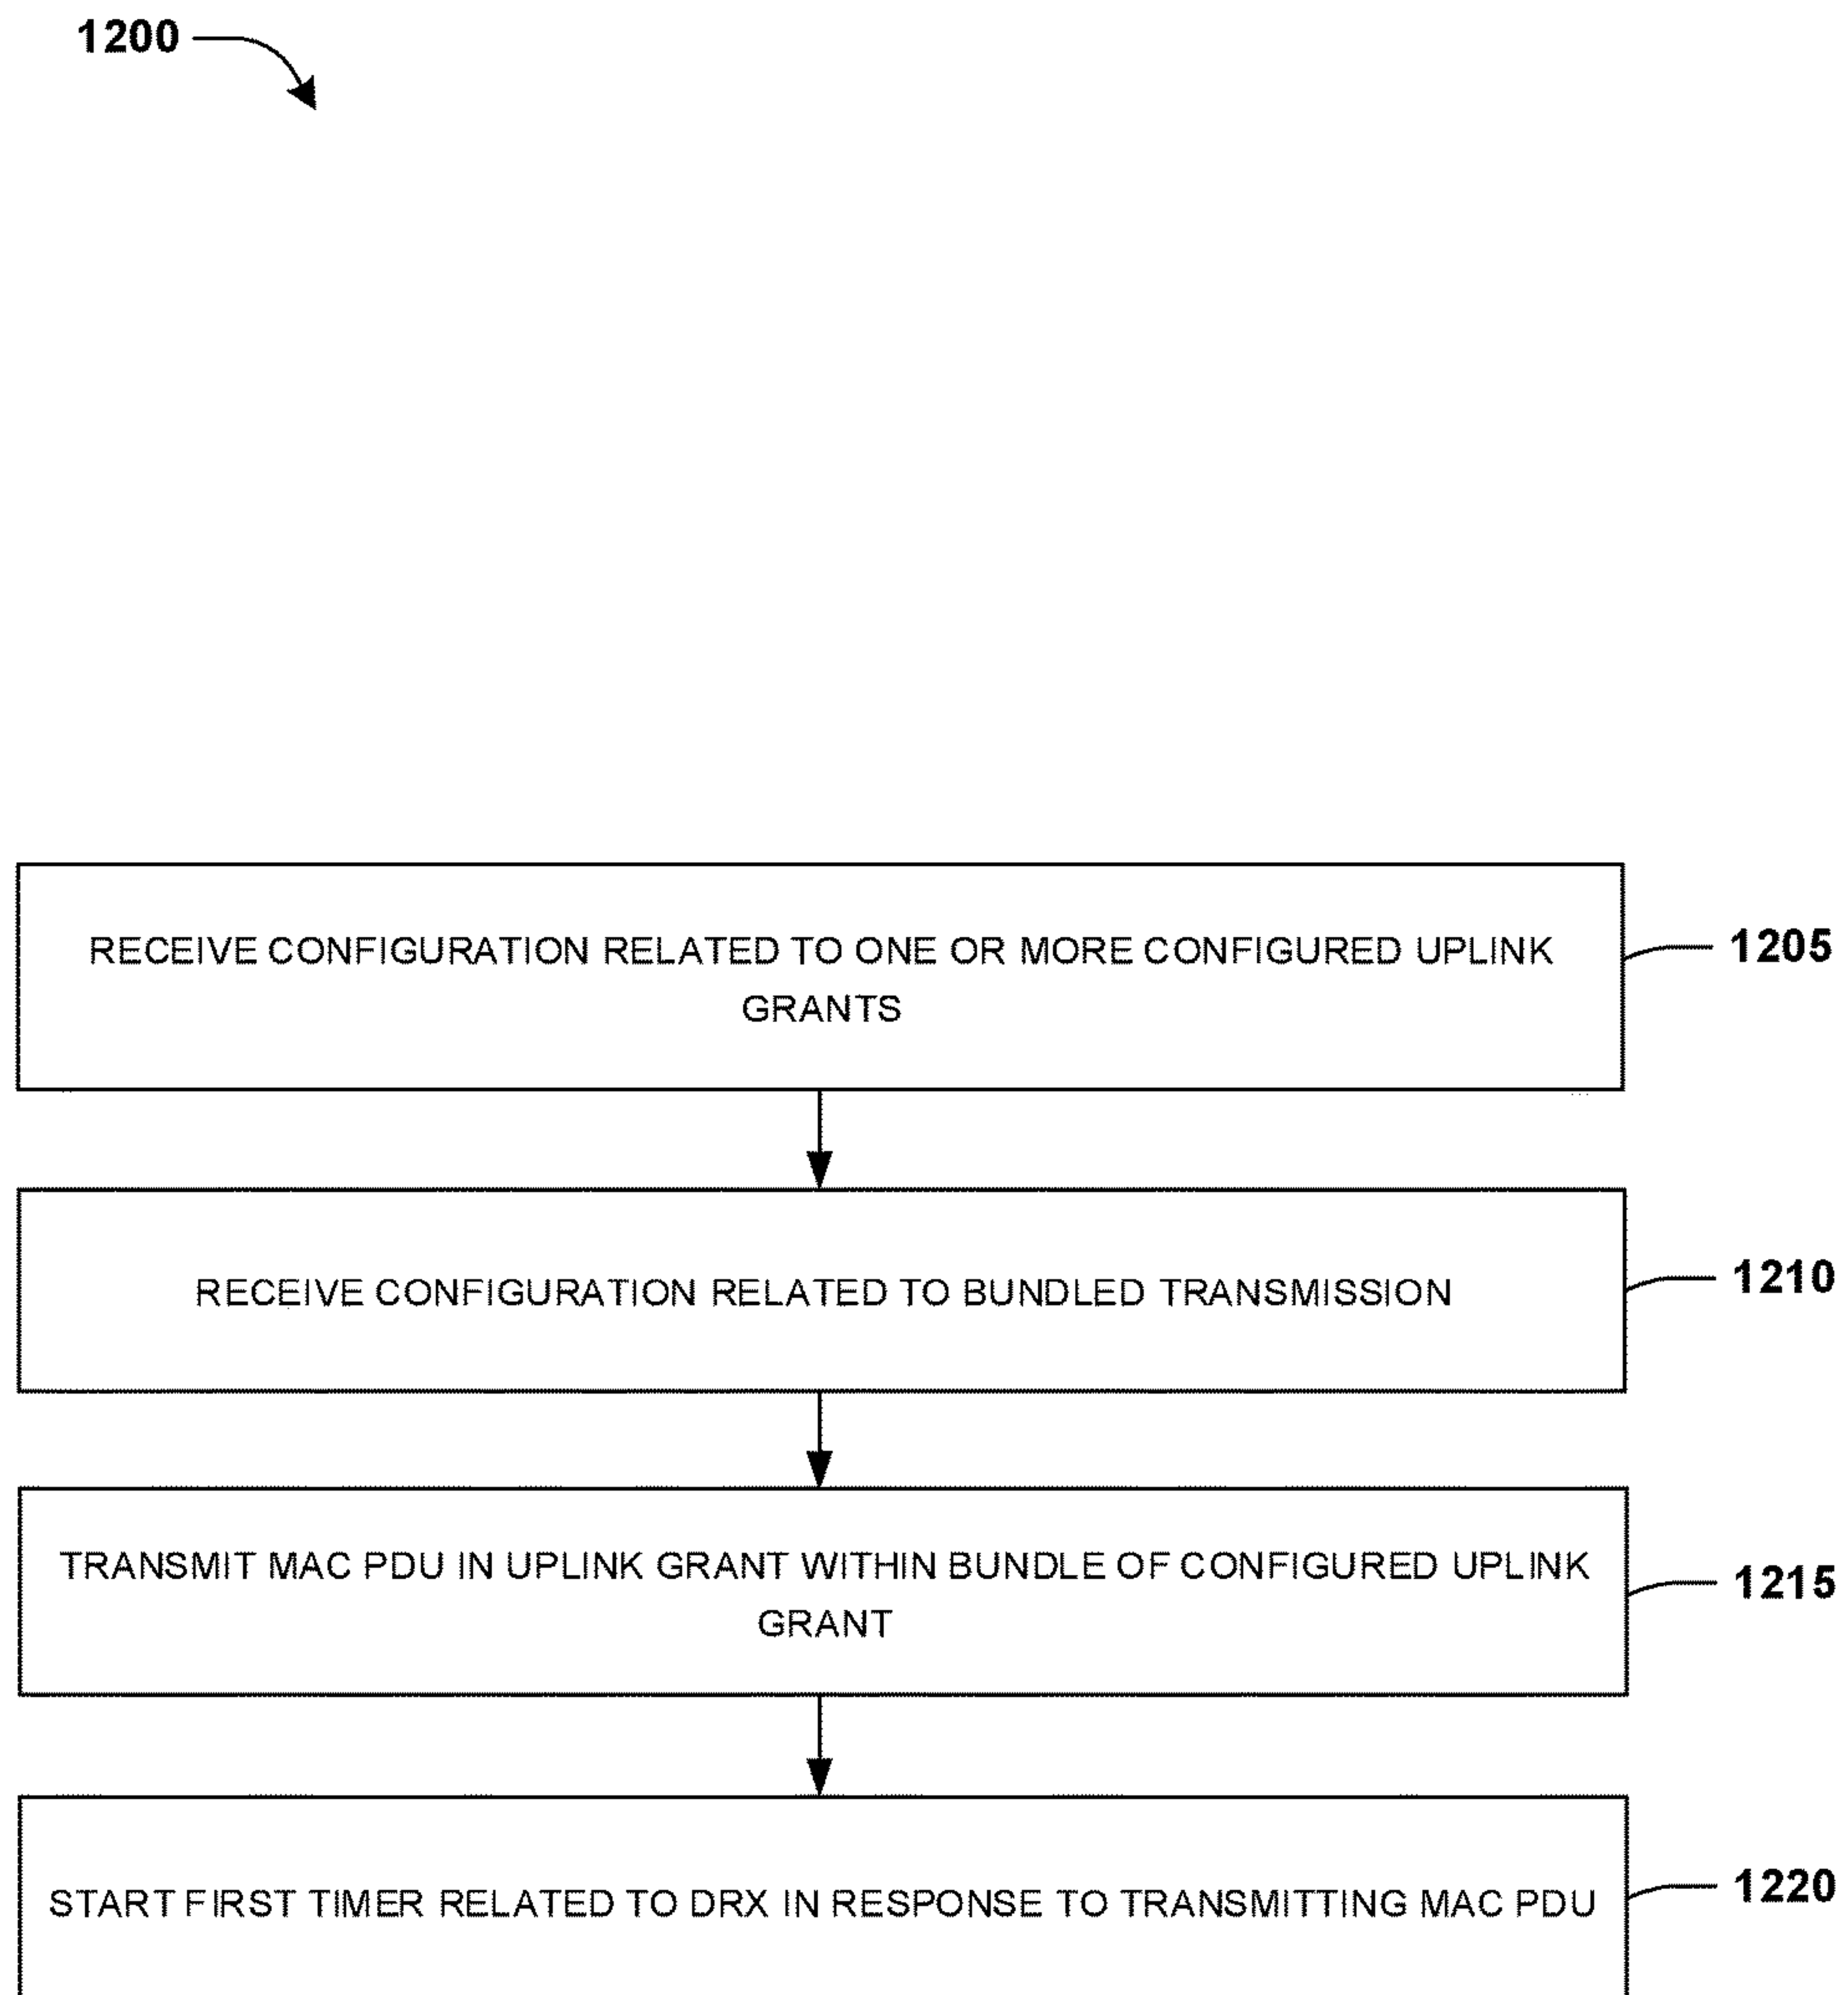 1200
RECEIVE CONFIGURATION RELATED TO ONE OR MORE CONFIGURED UPLINK
GRANTS
1205
RECEIVE CONFIGURATION RELATED TO BUNDLED TRANSMISSION
1210
TRANSMIT MAC PDU IN UPLINK GRANT WITHIN BUNDLE OF CONFIGURED UPLINK
GRANT
1215
START FIRST TIMER RELATED TO DRX IN RESPONSE TO TRANSMITTING MAC PDU
1220